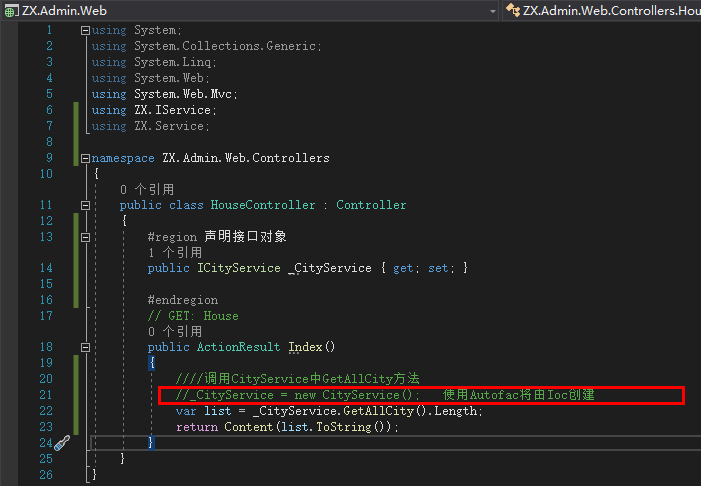 ZX.Admin.Web
ZX.Admin.Web.Controllers.Hou
1 using System;
2 using System.Collections.Generic;
3 using System.Linq;
4 using System.Web;
5 using System.Web.Mvc;
6 using ZX.IService;
7 using ZX.Service;
8
9 namespace ZX.Admin.Web.Controllers
10 {
0 个引用
11 public class HouseController : Controller
12 {
13 #region 声明接口对象
1 个引用
14 public ICityService _CityService { get; set; }
15
16 #endregion
17 // GET: House
0 个引用
18 public ActionResult Index()
19 {
20 ////调用CityService中GetAllCity方法
21 //_CityService = new CityService(); 使用Autofac将由Ioc创建
22 var list = _CityService.GetAllCity().Length;
23 return Content(list.ToString());
24 }
25 }
26 }